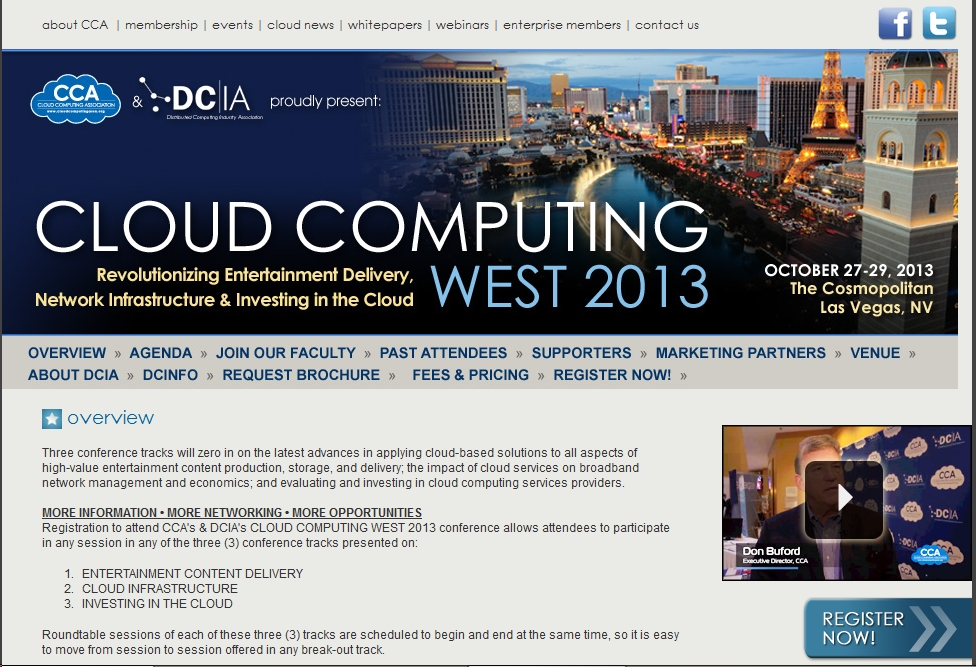 about CCA | membership | events | cloud news | whitepapers | webinars | enterprise members | contact us
f t
CCA
CLOUD COMPUTING ASSOCIATION
www.cloudcomputingassn.org
& DCIA proudly present:
Distributed Computing Industry Association
CLOUD COMPUTING
Revolutionizing Entertainment Delivery,
Network Infrastructure & Investing in the Cloud
WEST 2013
OCTOBER 27-29, 2013
The Cosmopolitan
Las Vegas, NV
OVERVIEW » AGENDA » JOIN OUR FACULTY » PAST ATTENDEES » SUPPORTERS » MARKETING PARTNERS » VENUE »
ABOUT DCIA » DCINFO » REQUEST BROCHURE » FEES & PRICING » REGISTER NOW! »
overview
Three conference tracks will zero in on the latest advances in applying cloud-based solutions to all aspects of
high-value entertainment content production, storage, and delivery; the impact of cloud services on broadband
network management and economics; and evaluating and investing in cloud computing services providers.
MORE INFORMATION • MORE NETWORKING • MORE OPPORTUNITIES
Registration to attend CCA's & DCIA's CLOUD COMPUTING WEST 2013 conference allows attendees to participate
in any session in any of the three (3) conference tracks presented on:
1. ENTERTAINMENT CONTENT DELIVERY
2. CLOUD INFRASTRUCTURE
3. INVESTING IN THE CLOUD
Roundtable sessions of each of these three (3) tracks are scheduled to begin and end at the same time, so it is easy
to move from session to session offered in any break-out track.
DCIA
CCA
Don Buford
Executive Director, CCA
CCA
REGISTER
NOW!